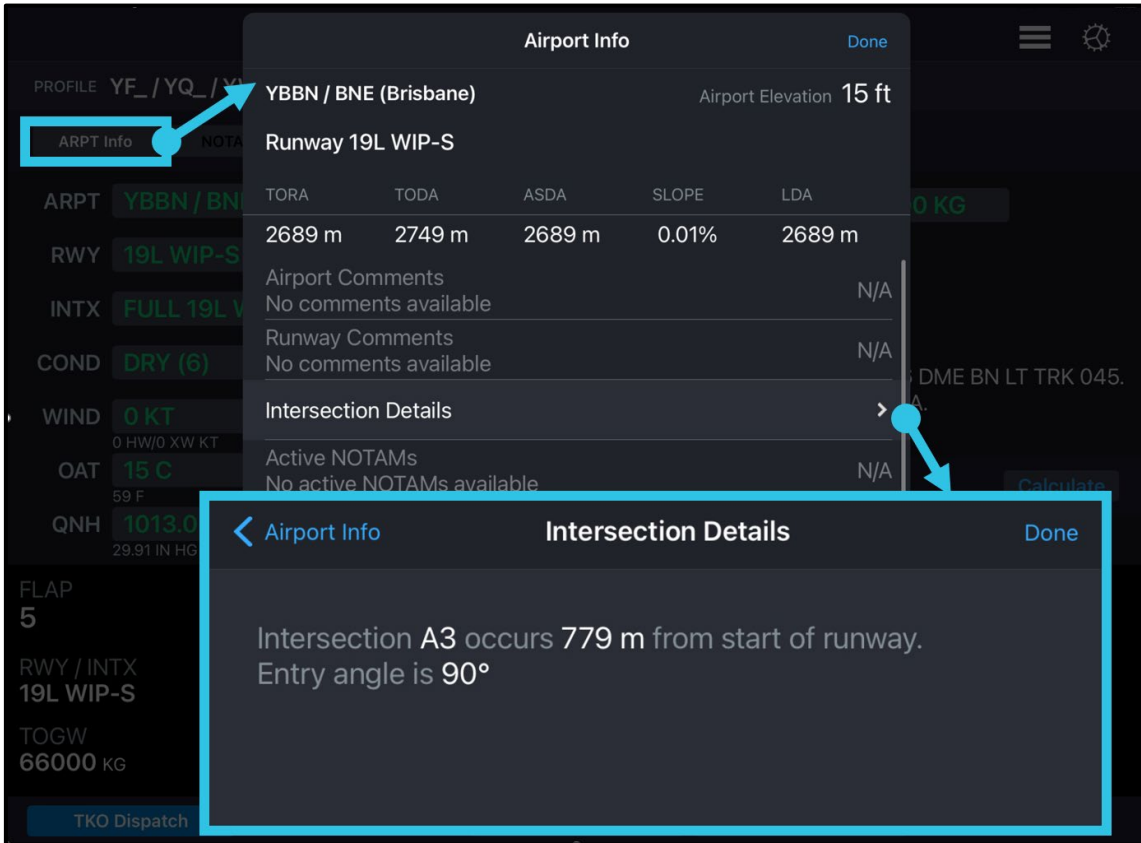 Airport Info
Done
PROFILE YF_ / YQ_ / Y
YBBN / BNE (Brisbane)
Airport Elevation 15 ft
ARPT Info
NOTA
Runway 19L WIP-S
TORA TODA ASDA SLOPE LDA
2689 m 2749 m 2689 m 0.01% 2689 m
ARPT YBBN / BN
0 KG
RWY 19L WIP-S
Airport Comments
No comments available
N/A
INTX FULL 19L
Runway Comments
No comments available
N/A
COND DRY (6)
DME BN LT TRK 045.
A.
WIND 0 KT
0 HW/0 XW KT
Intersection Details
OAT 15 C
59 F
Active NOTAMs
No active NOTAMs available
N/A
Calculate
QNH 1013.0
29.91 IN HG
Airport Info
Intersection Details
Done
FLAP
5
Intersection A3 occurs 779 m from start of runway.
Entry angle is 90°
RWY / INTX
19L WIP-S
TOGW
66000 KG
TKO Dispatch